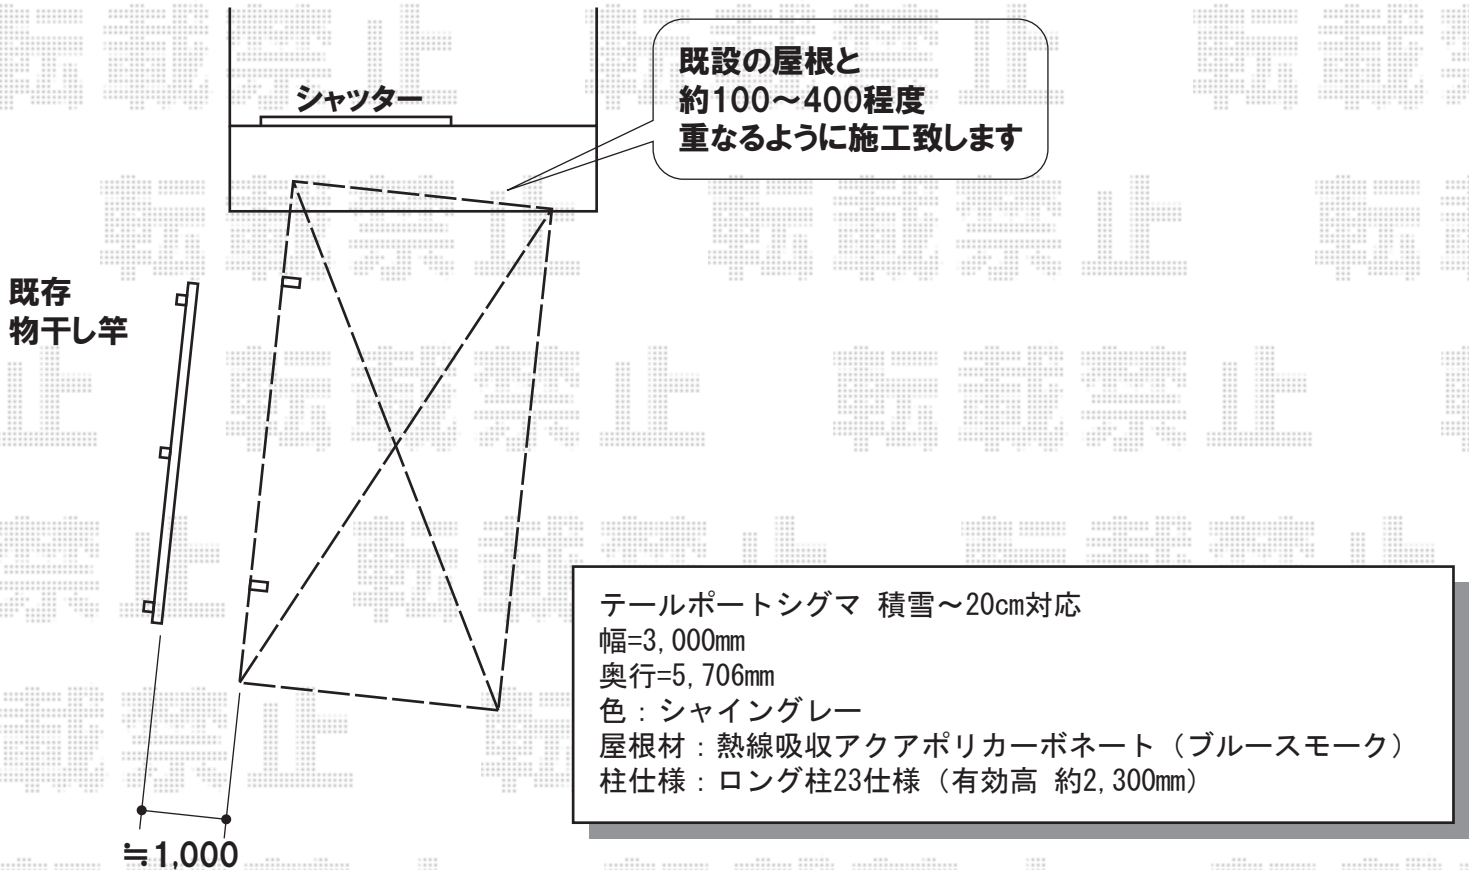 シャッター
既設の屋根と
約100～400程度
重なるように施工致します
既存
物干し竿
テールポートシグマ 積雪～20cm対応
幅=3,000mm
奥行=5,706mm
色：シャイングレー
屋根材：熱線吸収アクアポリカーボネート（ブルースモーク）
柱仕様：ロング柱23仕様（有効高 約2,300mm）
≒1,000
転載禁止